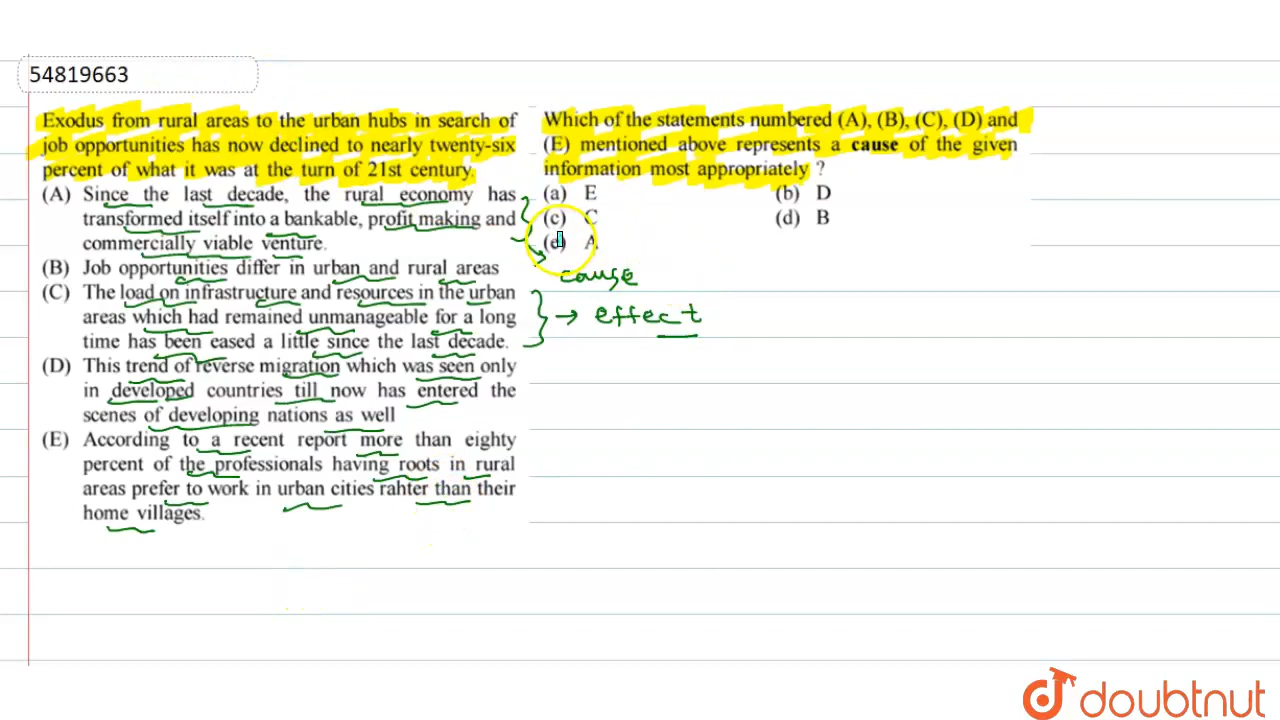 54819663
Exodus from rural areas to the urban hubs in search of
job opportunities has now declined to nearly twenty-six
percent of what it was at the turn of 21st century.
(A) Since the last decade, the rural economy has
transformed itself into a bankable, profit making and
commercially viable venture.
(B) Job opportunities differ in urban and rural areas
(C) The load on infrastructure and resources in the urban
areas which had remained unmanageable for a long
time has been eased a little since the last decade.
(D) This trend of reverse migration which was seen only
in developed countries till now has entered the
scenes of developing nations as well
(E) According to a recent report more than eighty
percent of the professionals having roots in rural
areas prefer to work in urban cities rahter than their
home villages.
Which of the statements numbered (A), (B), (C), (D) and
(E) mentioned above represents a cause of the given
information most appropriately ?
(a) E (b) D
(c) C (d) B
(e) A
cause
→ effect
doubtnut